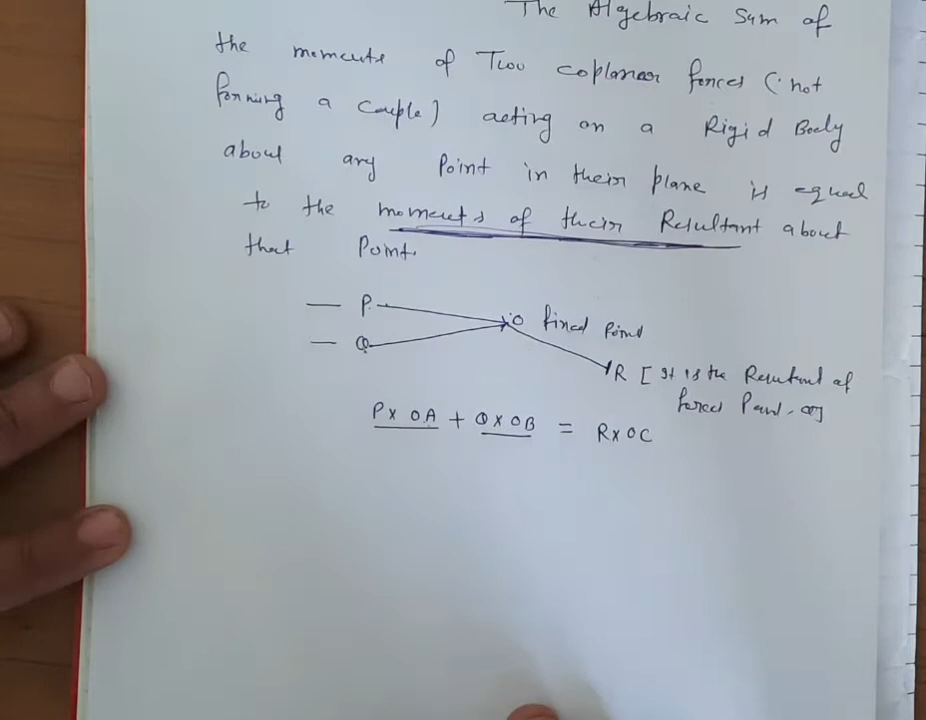 The Algebraic Sum of
the moments of Two coplanar forces (not
forming a couple) acting on a Rigid Body
about any Point in their plane is equal
to the moments of their Resultant about
that Point.
— P
O fixed Point
— Q
R [ It is the Resultant of
forces P and Q]
P x OA + Q x OB = R x OC